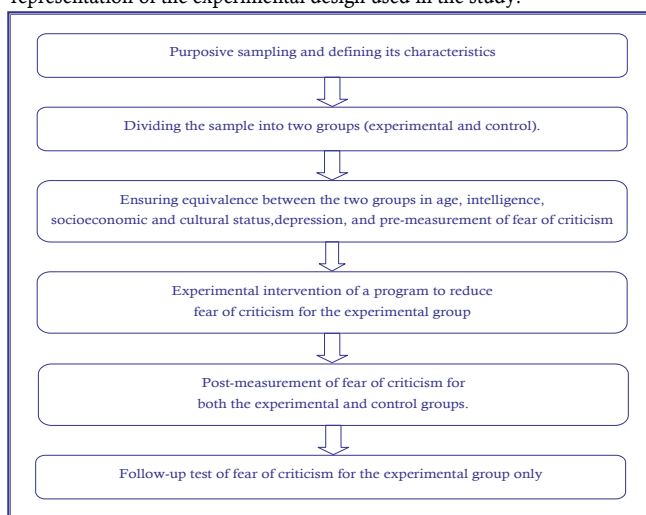 representation of the experimental design used in the study.
Purposive sampling and defining its characteristics
Dividing the sample into two groups (experimental and control).
Ensuring equivalence between the two groups in age, intelligence,
socioeconomic and cultural status,depression, and pre-measurement of fear of criticism
Experimental intervention of a program to reduce
fear of criticism for the experimental group
Post-measurement of fear of criticism for
both the experimental and control groups.
Follow-up test of fear of criticism for the experimental group only